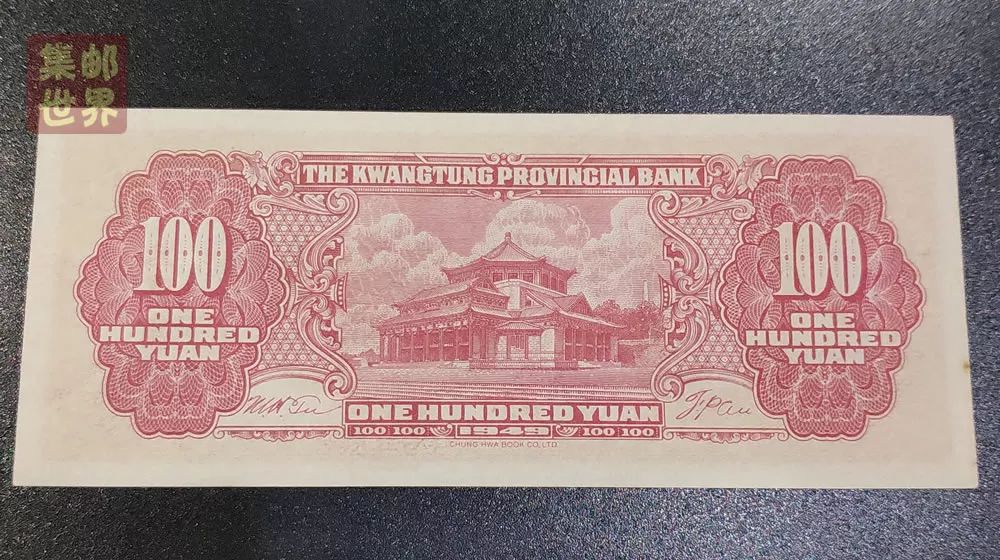 集邮
世界
THE KWANGTUNG PROVINCIAL BANK
100
ONE
HUNDRED
YUAN
100
ONE
HUNDRED
YUAN
ONE HUNDRED YUAN
100 100 1949 100 100
CHUNG HWA BOOK CO. LTD.